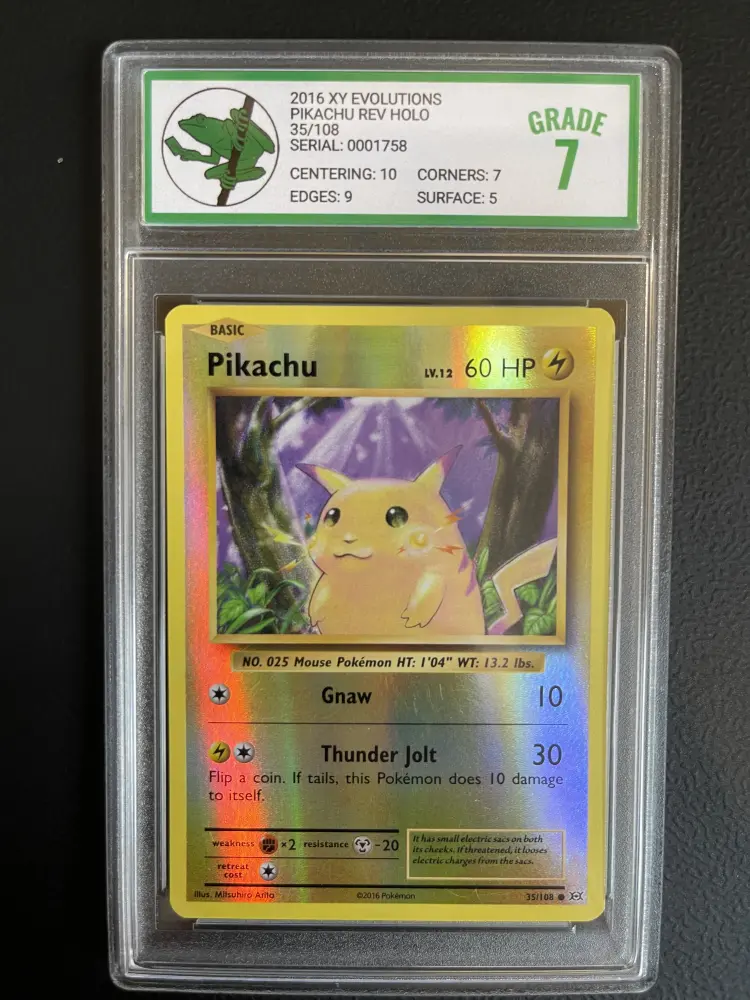 2016 XY EVOLUTIONS
PIKACHU REV HOLO
35/108
SERIAL: 0001758
CENTERING: 10 CORNERS: 7
EDGES: 9 SURFACE: 5
GRADE
7
BASIC
Pikachu LV.12 60 HP
NO. 025 Mouse Pokémon HT: 1'04" WT: 13.2 lbs.
Gnaw 10
Thunder Jolt 30
Flip a coin. If tails, this Pokémon does 10 damage
to itself.
weakness ×2 resistance -20
retreat
cost
It has small electric sacs on both
its cheeks. If threatened, it looses
electric charges from the sacs.
Illus. Mitsuhiro Arita ©2016 Pokémon 35/108